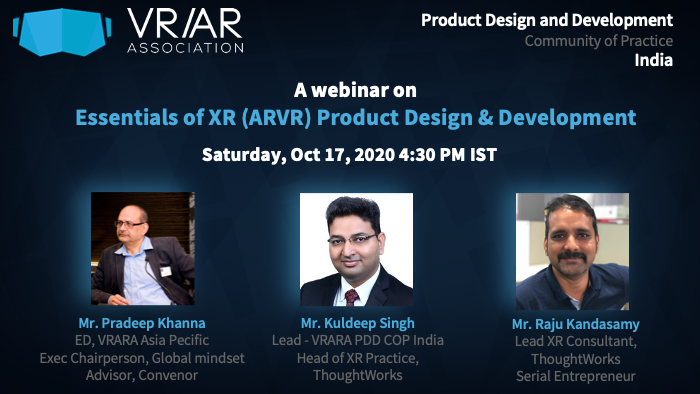 VR/AR
ASSOCIATION
Product Design and Development
Community of Practice
India
A webinar on
Essentials of XR (ARVR) Product Design & Development
Saturday, Oct 17, 2020 4:30 PM IST
Mr. Pradeep Khanna
ED, VRARA Asia Pecific
Exec Chairperson, Global mindset
Advisor, Convenor
Mr. Kuldeep Singh
Lead - VRARA PDD COP India
Head of XR Practice,
ThoughtWorks
Mr. Raju Kandasamy
Lead XR Consultant,
ThoughtWorks
Serial Entrepreneur